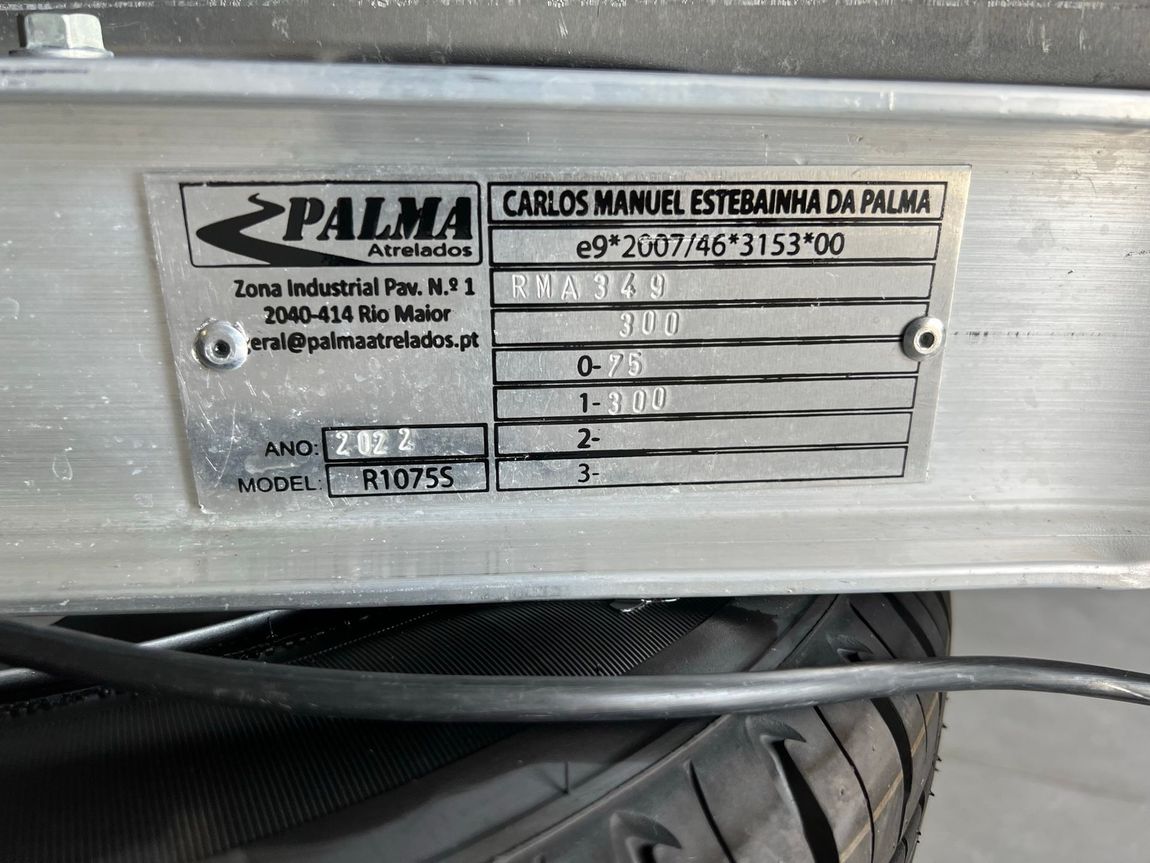 PALMA
Atrelados
Zona Industrial Pav. N.º 1
2040-414 Rio Maior
eral@palmaatrelados.pt
ANO: 2022
MODEL: R1075S
CARLOS MANUEL ESTEBAINHA DA PALMA
e9*2007/46*3153*00
RMA349
300
0-75
1-300
2-
3-